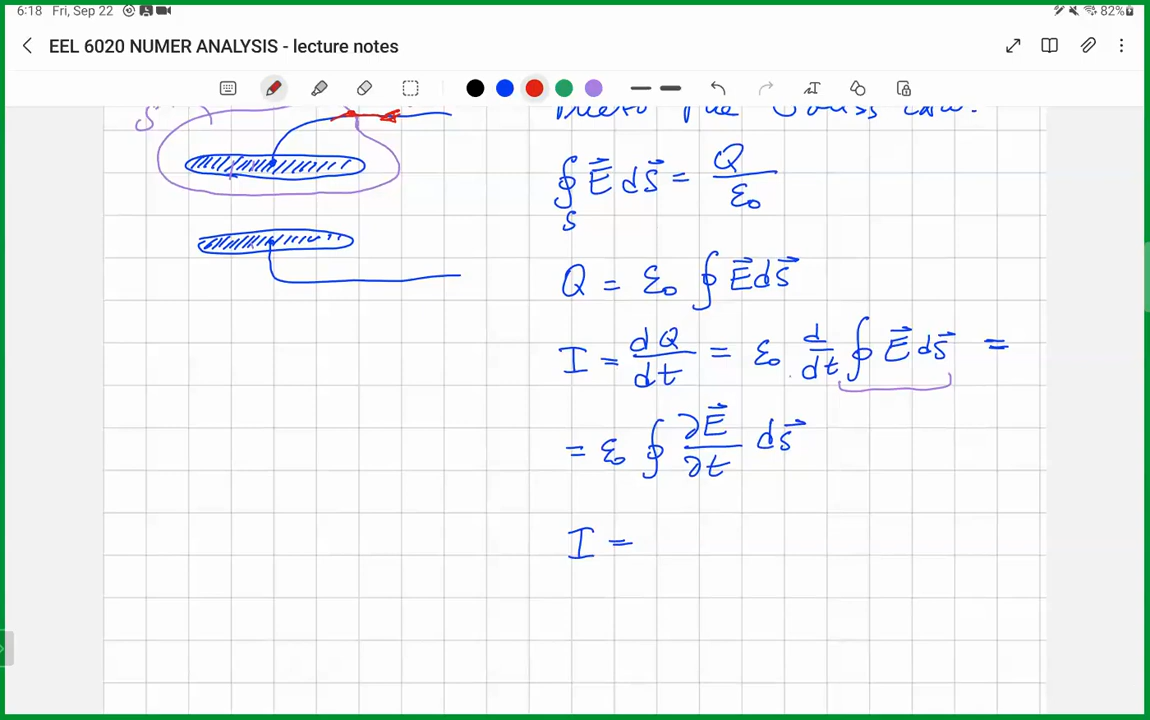 6:18 Fri, Sep 22
82%
EEL 6020 NUMER ANALYSIS - lecture notes
S
∮_S E⃗ dS⃗ = Q/ε₀
Q = ε₀ ∮ E⃗ dS⃗
I = dQ/dt = ε₀ d/dt ∮ E⃗ dS⃗ =
= ε₀ ∮ ∂E⃗/∂t dS⃗
I =